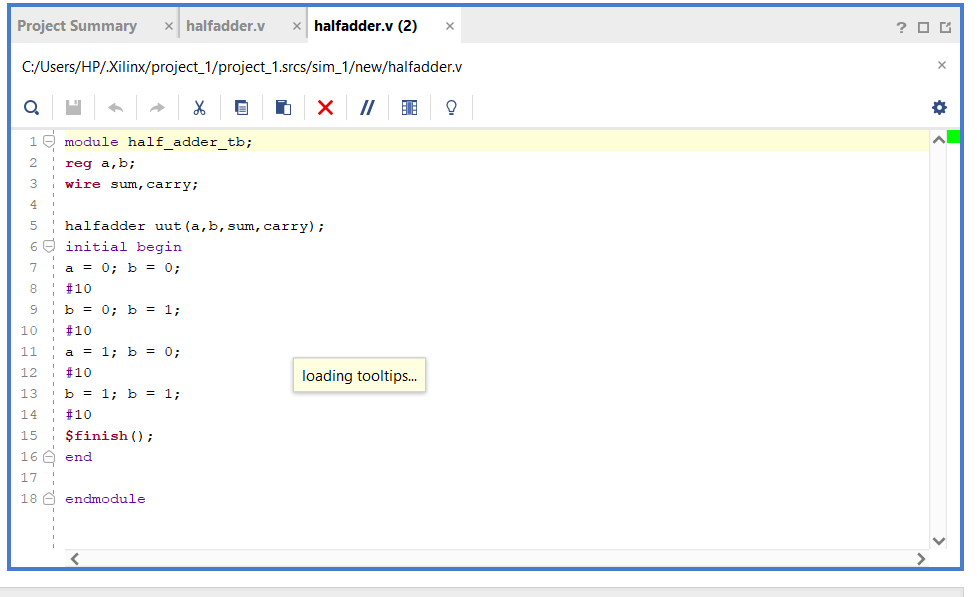 Project Summary × halfadder.v × halfadder.v (2) × ?
C:/Users/HP/.Xilinx/project_1/project_1.srcs/sim_1/new/halfadder.v ×
1 module half_adder_tb;
2 reg a,b;
3 wire sum,carry;
4
5 halfadder uut(a,b,sum,carry);
6 initial begin
7 a = 0; b = 0;
8 #10
9 b = 0; b = 1;
10 #10
11 a = 1; b = 0;
12 #10
loading tooltips...
13 b = 1; b = 1;
14 #10
15 $finish();
16 end
17
18 endmodule